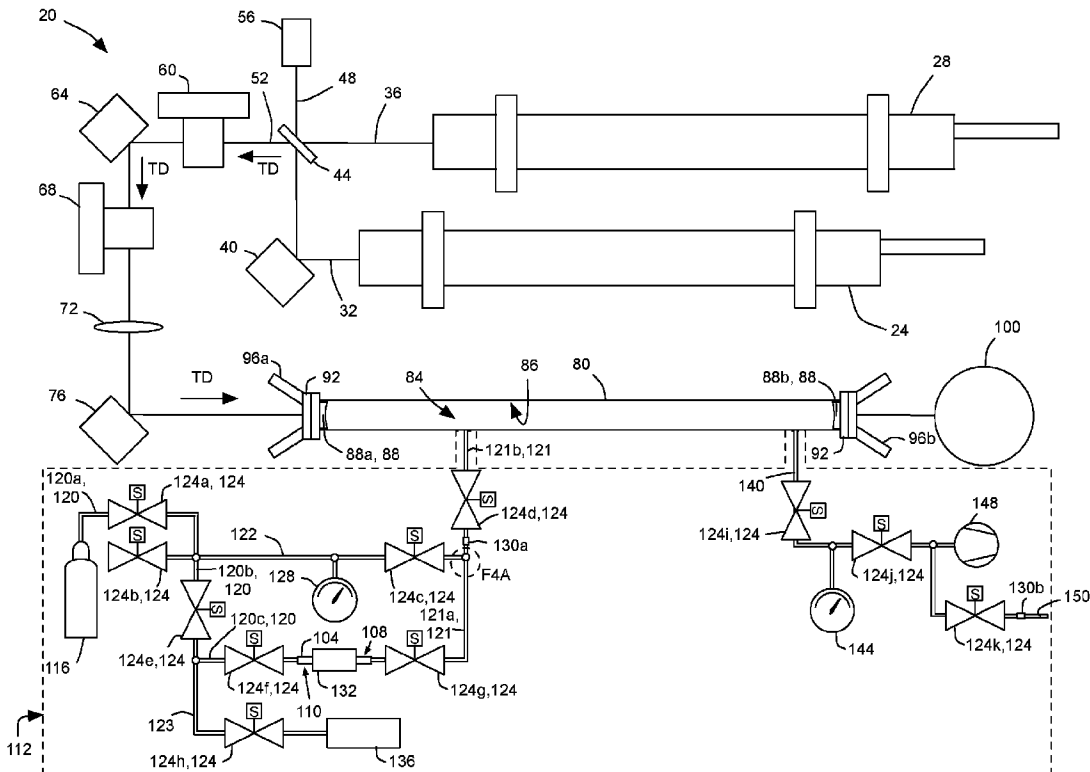 20
56
60
52
48
36
28
64
TD
TD
44
68
40
32
24
72
100
96a
76
TD
92
84
86
80
88b, 88
88a, 88
92
96b
121b, 121
140
120a,
120
124a, 124
S
S
S
148
124d, 124
124i, 124
S
S
122
S
130a
S
124b, 124
120b,
120
128
F4A
124c, 124
124j, 124
130b
150
S
121a,
121
S
120c, 120
104
108
116
124e, 124
S
S
144
124k, 124
124f, 124
110
132
124g, 124
123
S
112
124h, 124
136